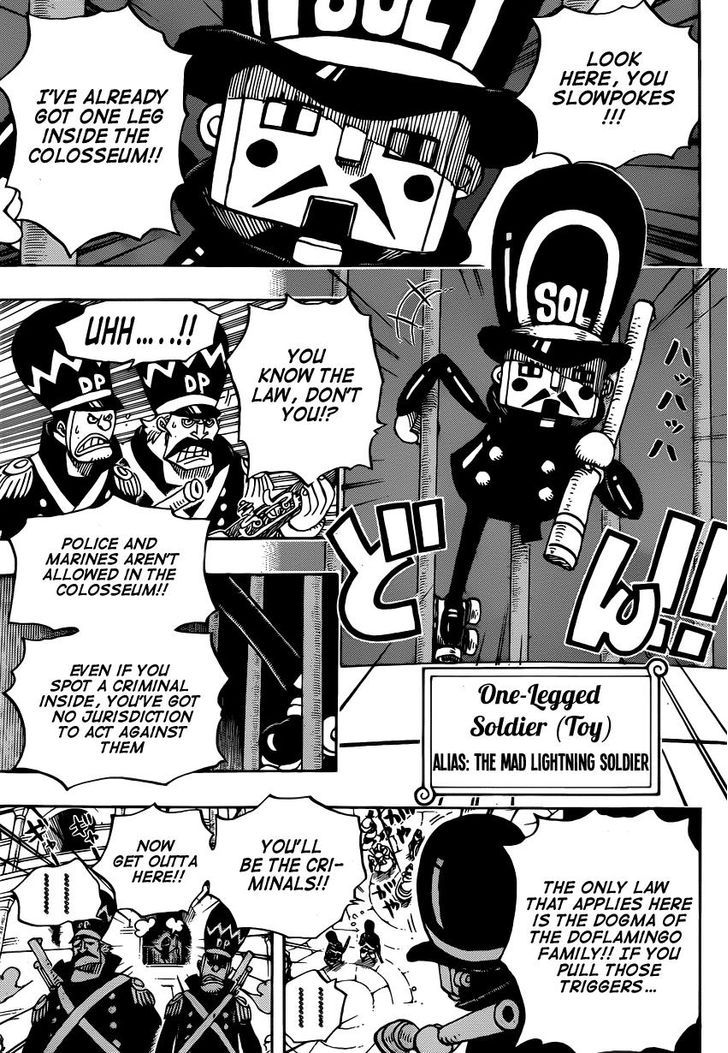 SOLT
LOOK
HERE, YOU
SLOWPOKES
!!!
I'VE ALREADY
GOT ONE LEG
INSIDE THE
COLOSSEUM!!
SOL
ハッハッハ
どん!!
One-Legged
Soldier (Toy)
ALIAS: THE MAD LIGHTNING SOLDIER
YOU
KNOW THE
LAW, DON'T
YOU!?
UHH.....!!
DP
DP
POLICE AND
MARINES AREN'T
ALLOWED IN THE
COLOSSEUM!!
EVEN IF YOU
SPOT A CRIMINAL
INSIDE, YOU'VE GOT
NO JURISDICTION
TO ACT AGAINST
THEM
THE ONLY LAW
THAT APPLIES HERE
IS THE DOGMA OF
THE DOFLAMINGO
FAMILY!! IF YOU
PULL THOSE
TRIGGERS...
YOU'LL
BE THE CRI-
MINALS!!
NOW
GET OUTTA
HERE!!
DP